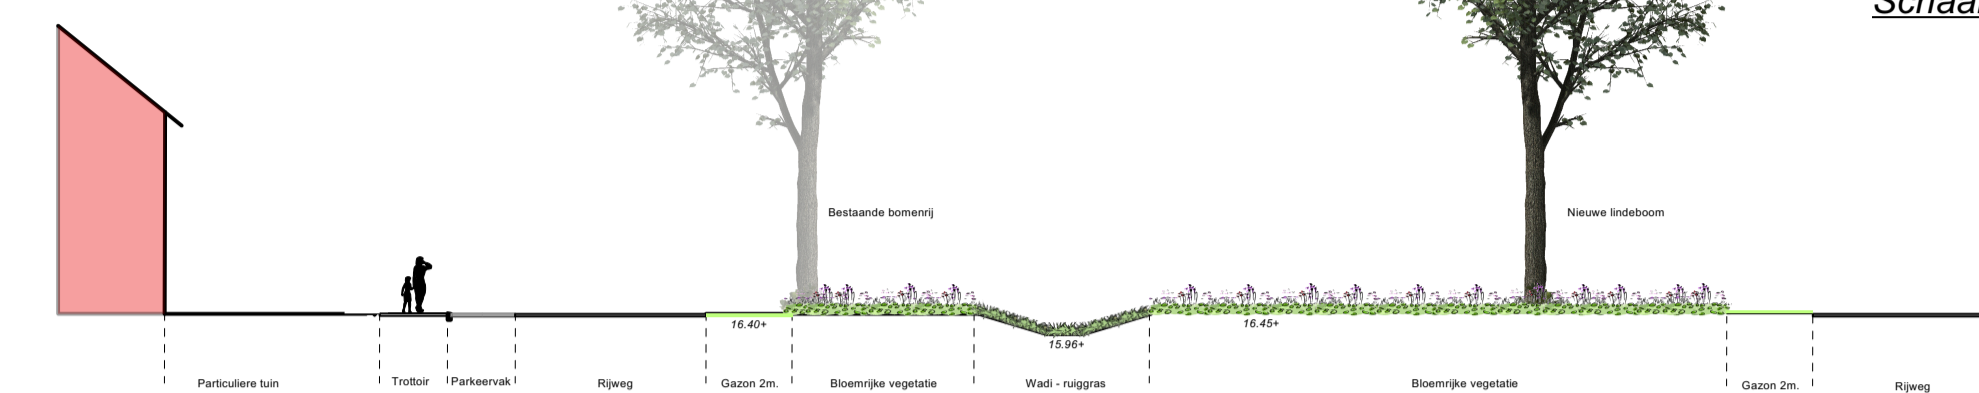 Schaal
Bestaande bomenrij
Nieuwe lindeboom
16.40+
16.45+
15.96+
Particuliere tuin
Trottoir
Parkeervak
Rijweg
Gazon 2m.
Bloemrijke vegetatie
Wadi - ruiggras
Bloemrijke vegetatie
Gazon 2m.
Rijweg